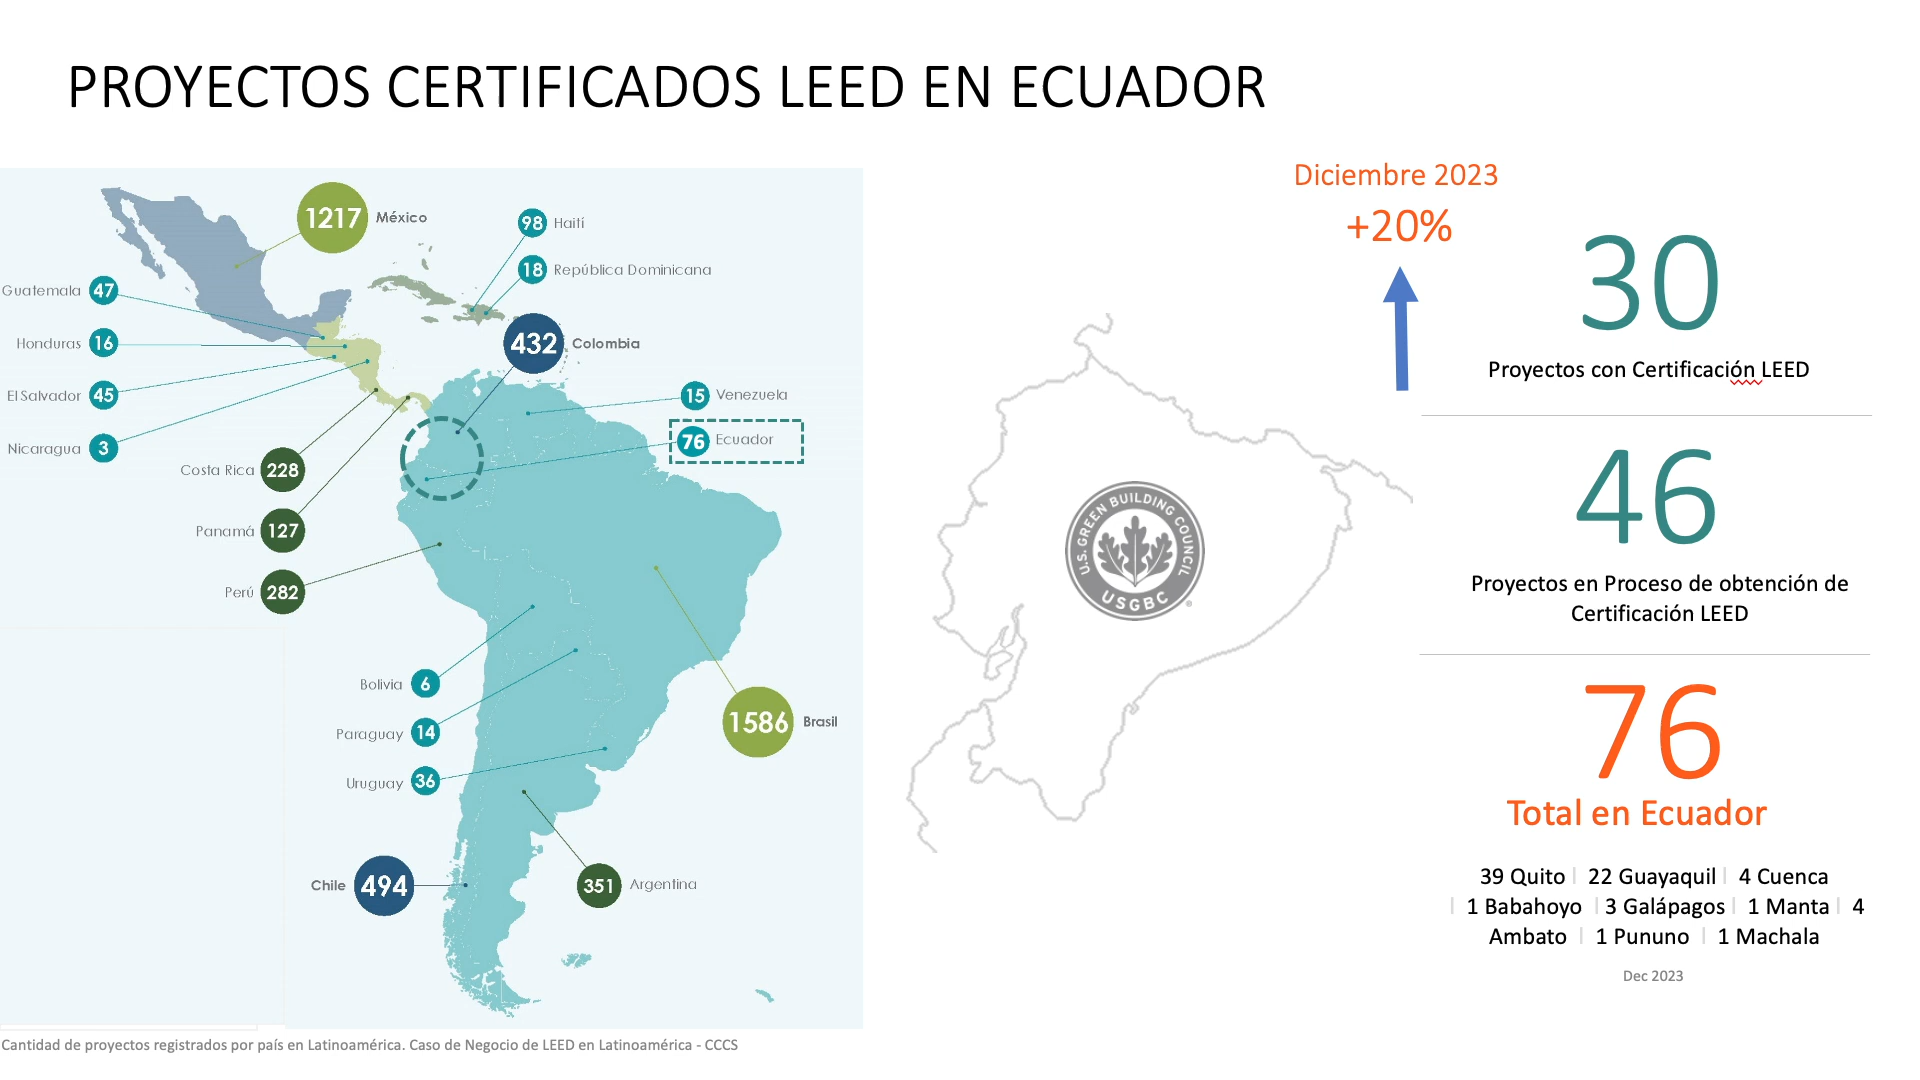 PROYECTOS CERTIFICADOS LEED EN ECUADOR
1217 México
98 Haití
18 República Dominicana
Guatemala 47
Honduras 16
432 Colombia
El Salvador 45
15 Venezuela
76 Ecuador
Nicaragua 3
Costa Rica 228
Panamá 127
Perú 282
Bolivia 6
1586 Brasil
Paraguay 14
Uruguay 36
Chile 494
351 Argentina
Cantidad de proyectos registrados por país en Latinoamérica. Caso de Negocio de LEED en Latinoamérica - CCCS
U.S. GREEN BUILDING COUNCIL
USGBC
Diciembre 2023
+20%
30
Proyectos con Certificación LEED
46
Proyectos en Proceso de obtención de
Certificación LEED
76
Total en Ecuador
39 Quito | 22 Guayaquil | 4 Cuenca
| 1 Babahoyo | 3 Galápagos | 1 Manta | 4
Ambato | 1 Pununo | 1 Machala
Dec 2023